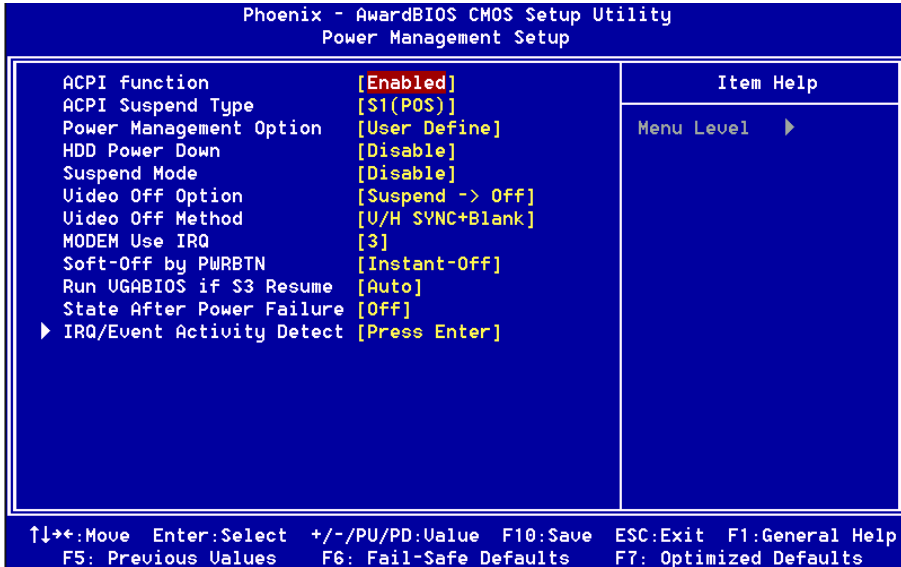 Phoenix - AwardBIOS CMOS Setup Utility
Power Management Setup
ACPI function [Enabled]
ACPI Suspend Type [S1(POS)]
Power Management Option [User Define]
HDD Power Down [Disable]
Suspend Mode [Disable]
Video Off Option [Suspend -> Off]
Video Off Method [V/H SYNC+Blank]
MODEM Use IRQ [3]
Soft-Off by PWRBTN [Instant-Off]
Run VGABIOS if S3 Resume [Auto]
State After Power Failure [Off]
IRQ/Event Activity Detect [Press Enter]
Item Help
Menu Level
↑↓→←:Move Enter:Select +/-/PU/PD:Value F10:Save ESC:Exit F1:General Help
F5: Previous Values F6: Fail-Safe Defaults F7: Optimized Defaults